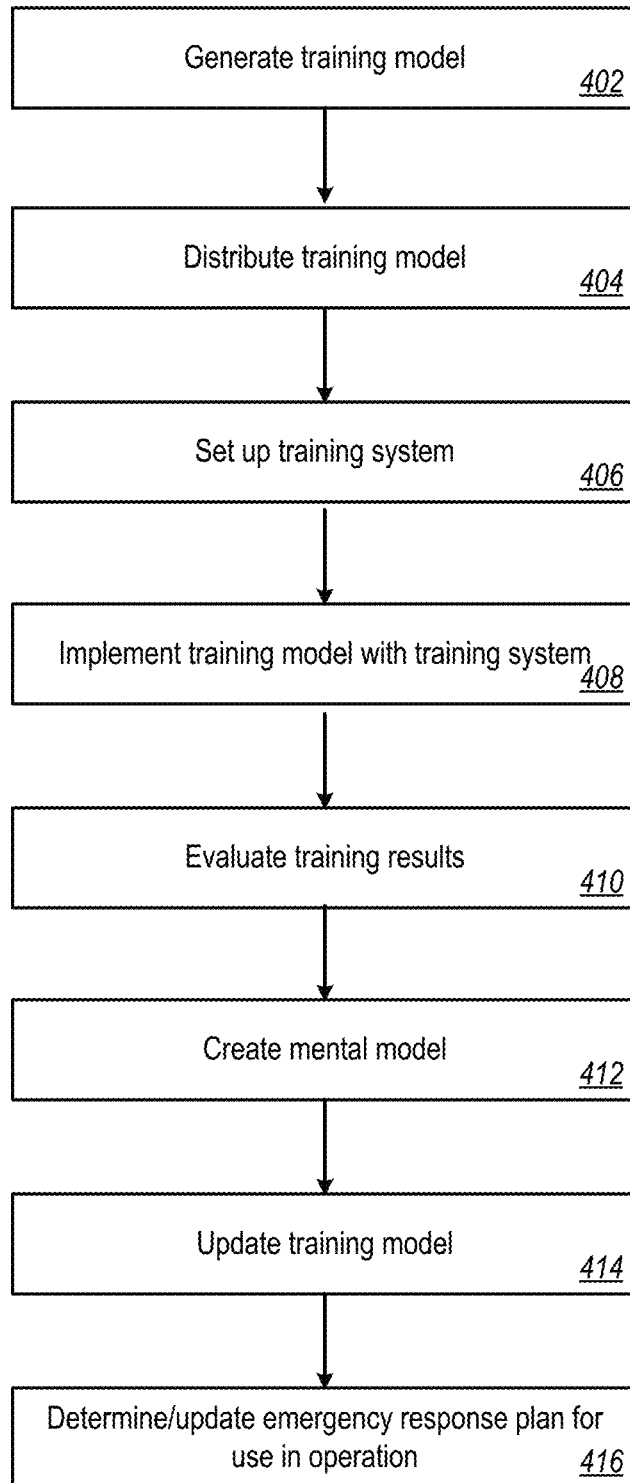 Generate training model
402
Distribute training model
404
Set up training system
406
Implement training model with training system
408
Evaluate training results
410
Create mental model
412
Update training model
414
Determine/update emergency response plan for
use in operation
416